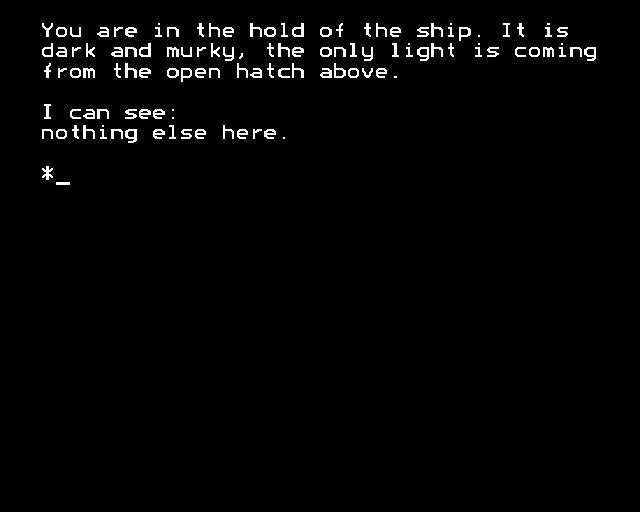 You are in the hold of the ship. It is
dark and murky, the only light is coming
from the open hatch above.
I can see:
nothing else here.
*_